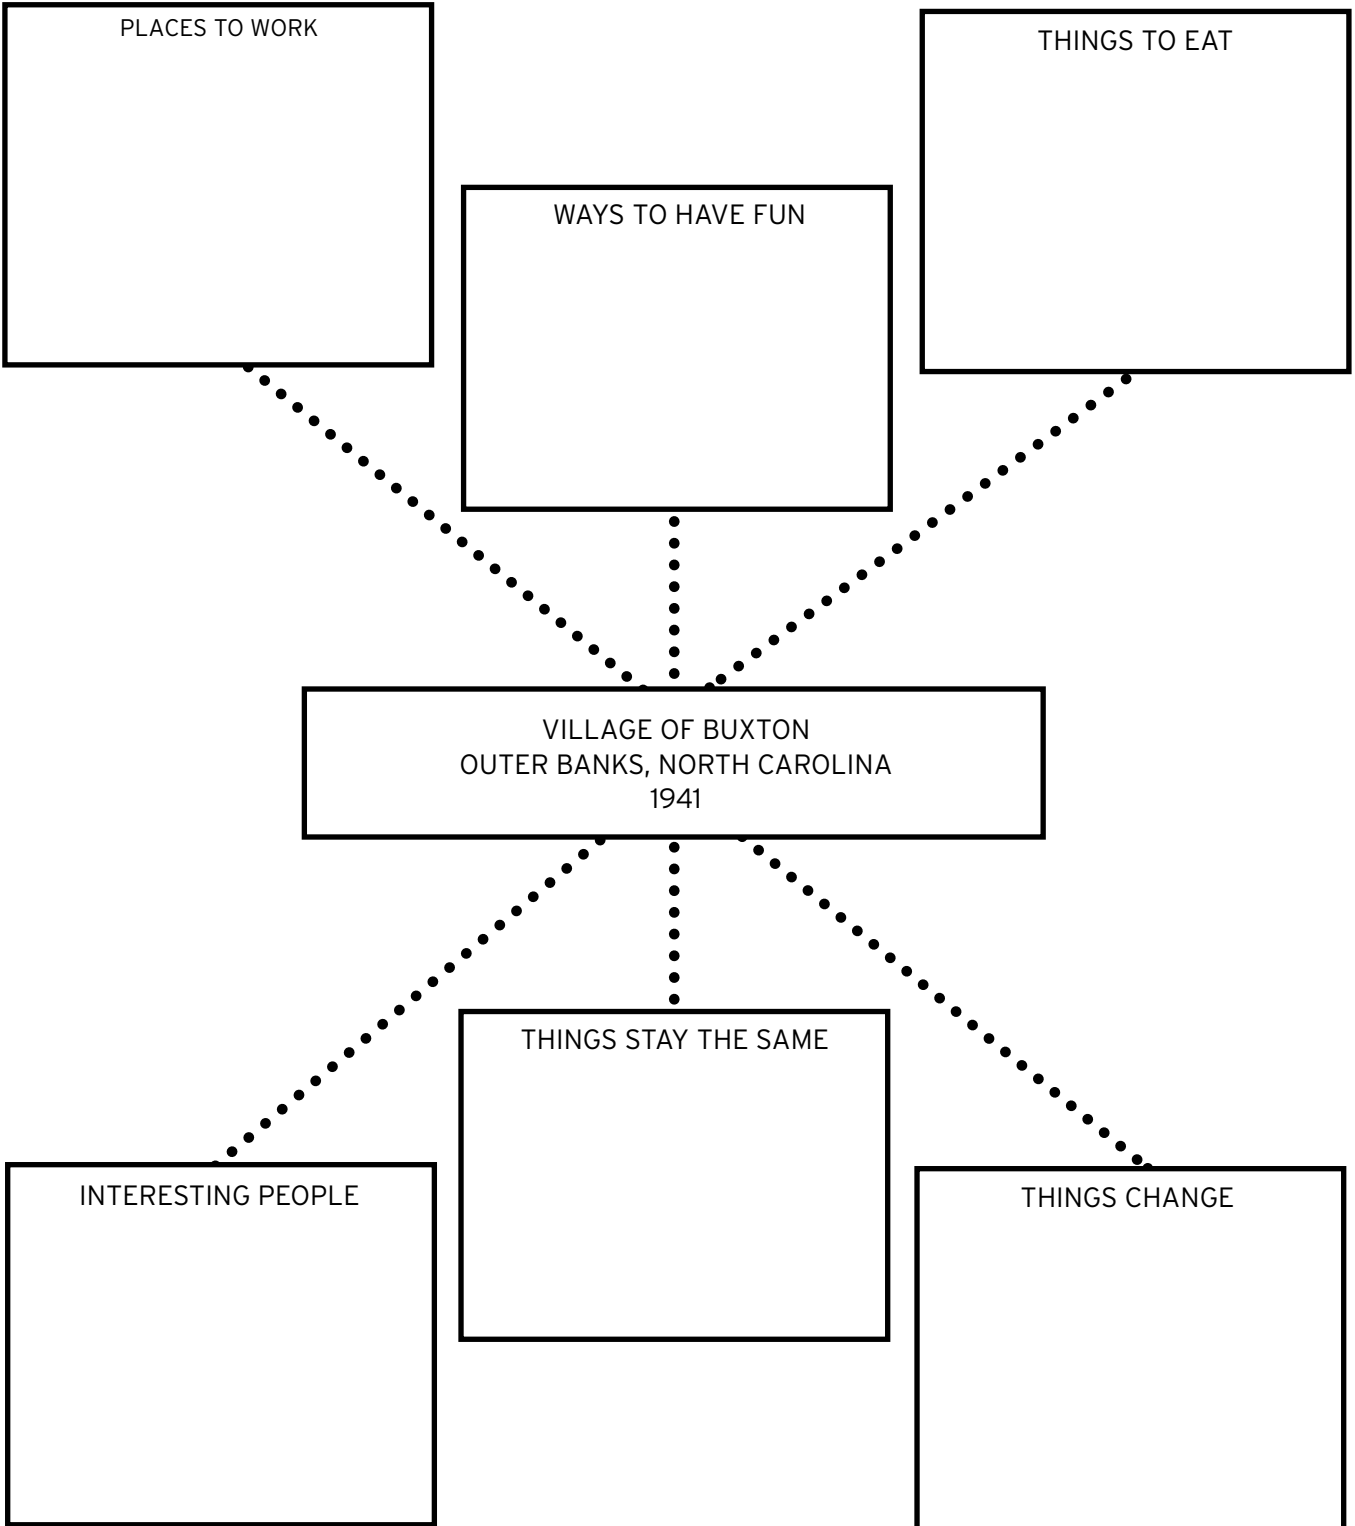 PLACES TO WORK
THINGS TO EAT
WAYS TO HAVE FUN
VILLAGE OF BUXTON
OUTER BANKS, NORTH CAROLINA
1941
THINGS STAY THE SAME
INTERESTING PEOPLE
THINGS CHANGE